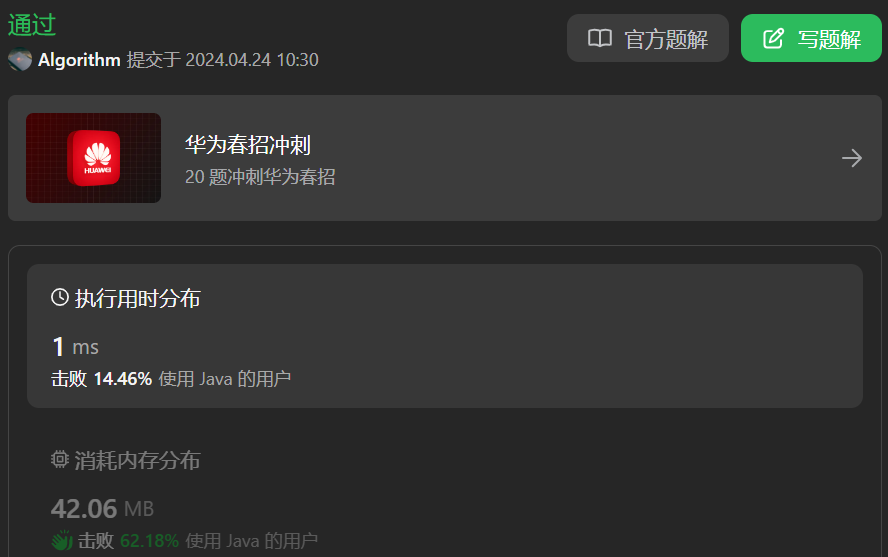 通过
官方题解
写题解
Algorithm 提交于 2024.04.24 10:30
HUAWEI
华为春招冲刺
20 题冲刺华为春招
执行用时分布
1 ms
击败 14.46% 使用 Java 的用户
消耗内存分布
42.06 MB
击败 62.18% 使用 Java 的用户